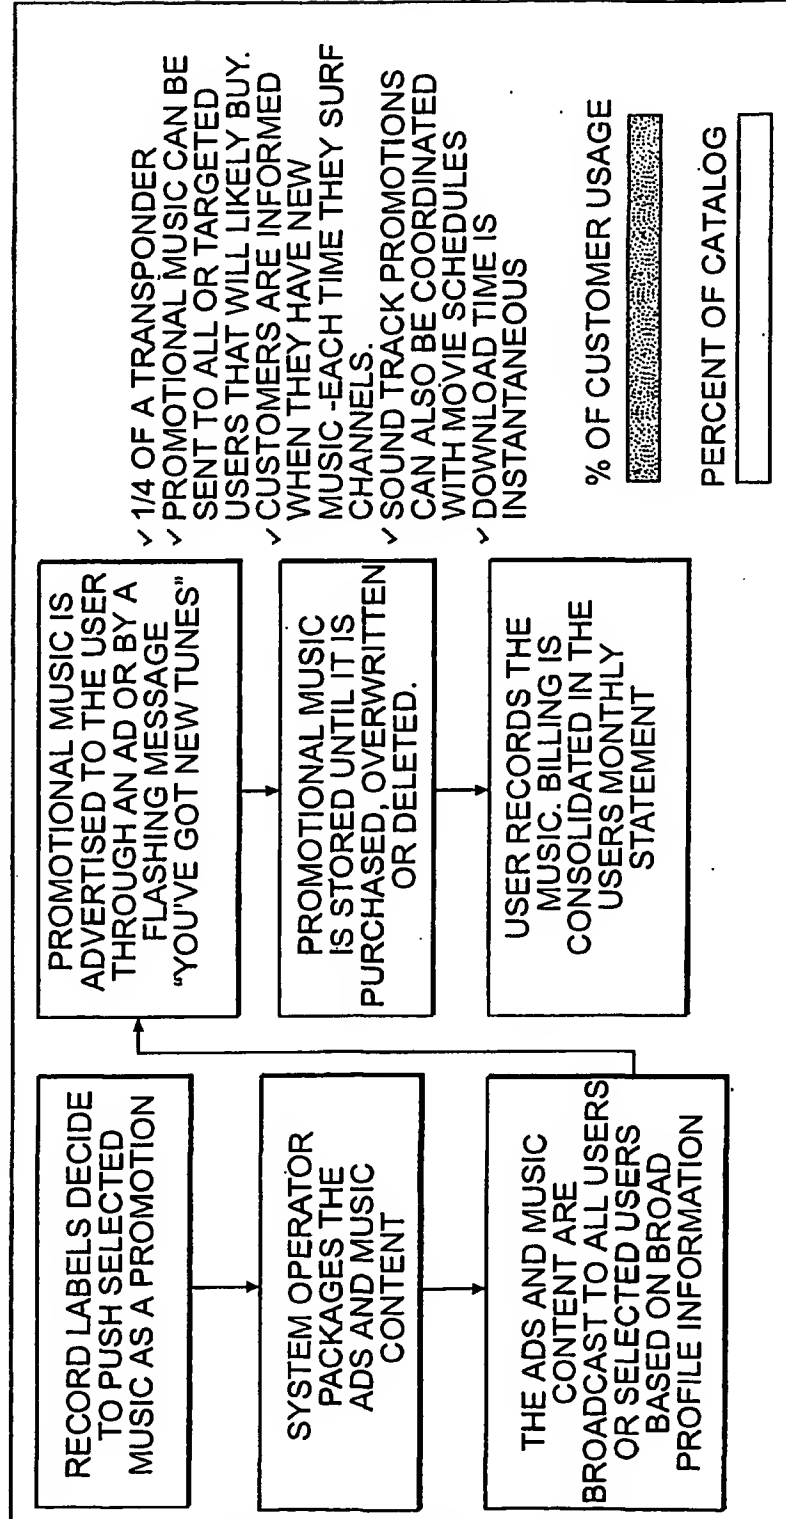 RECORD LABELS DECIDE
TO PUSH SELECTED
MUSIC AS A PROMOTION
SYSTEM OPERATOR
PACKAGES THE
ADS AND MUSIC
CONTENT
THE ADS AND MUSIC
CONTENT ARE
BROADCAST TO ALL USERS
OR SELECTED USERS
BASED ON BROAD
PROFILE INFORMATION
PROMOTIONAL MUSIC IS
ADVERTISED TO THE USER
THROUGH AN AD OR BY A
FLASHING MESSAGE
“YOU'VE GOT NEW TUNES”
PROMOTIONAL MUSIC
IS STORED UNTIL IT IS
PURCHASED, OVERWRITTEN
OR DELETED.
USER RECORDS THE
MUSIC. BILLING IS
CONSOLIDATED IN THE
USERS MONTHLY
STATEMENT
✓ 1/4 OF A TRANSPONDER
✓ PROMOTIONAL MUSIC CAN BE
SENT TO ALL OR TARGETED
USERS THAT WILL LIKELY BUY.
✓ CUSTOMERS ARE INFORMED
WHEN THEY HAVE NEW
MUSIC -EACH TIME THEY SURF
CHANNELS.
✓ SOUND TRACK PROMOTIONS
CAN ALSO BE COORDINATED
WITH MOVIE SCHEDULES
✓ DOWNLOAD TIME IS
INSTANTANEOUS
% OF CUSTOMER USAGE
PERCENT OF CATALOG